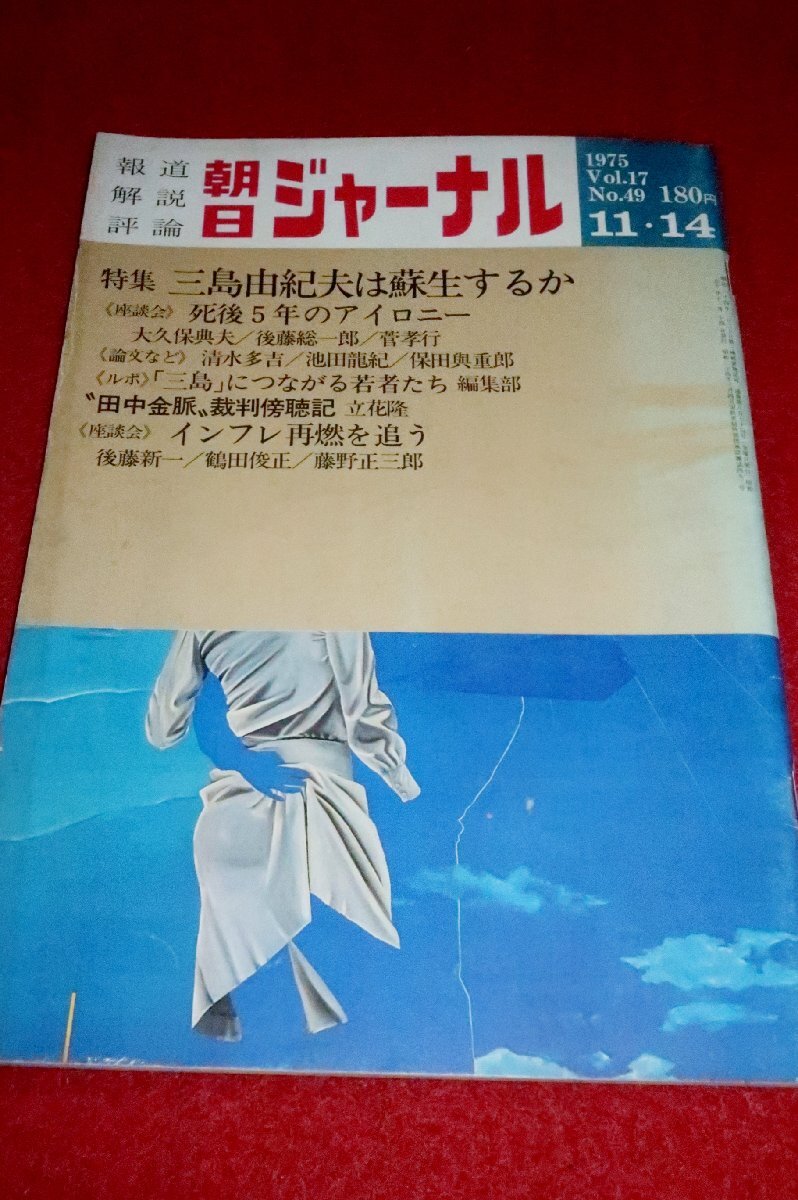 報道
解説
評論
朝日ジャーナル
1975
Vol.17
No.49 180円
11・14
特集 三島由紀夫は蘇生するか
《座談会》 死後5年のアイロニー
大久保典夫／後藤総一郎／菅孝行
《論文など》 清水多吉／池田龍紀／保田與重郎
《ルポ》「三島」につながる若者たち 編集部
〝田中金脈〟裁判傍聴記 立花隆
《座談会》 インフレ再燃を追う
後藤新一／鶴田俊正／藤野正三郎